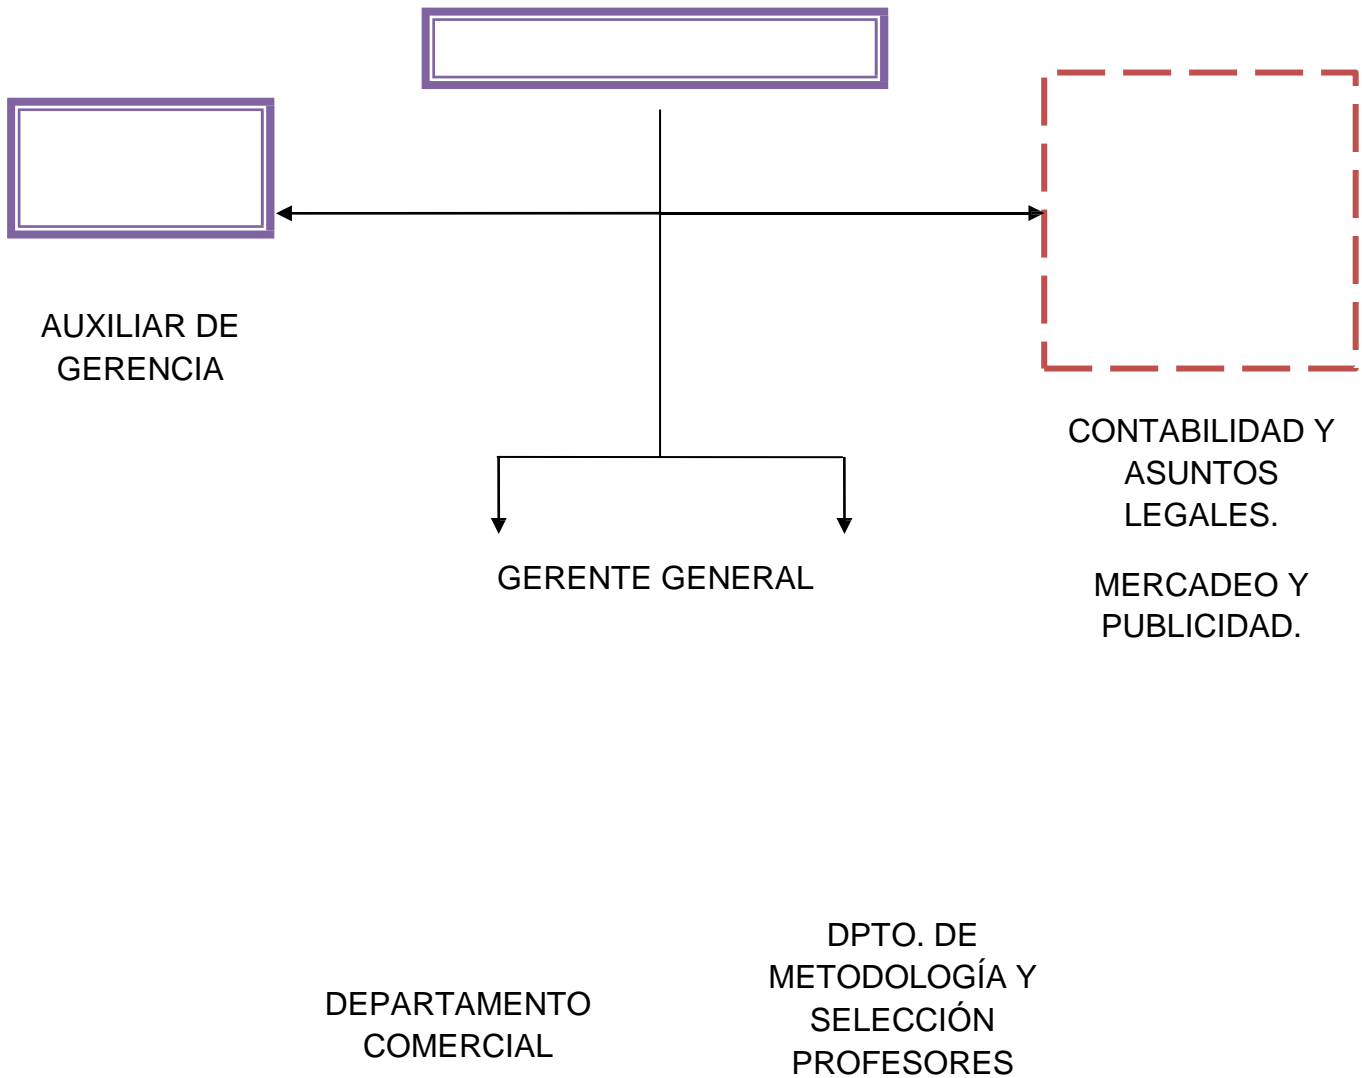 AUXILIAR DE
GERENCIA
CONTABILIDAD Y
ASUNTOS
LEGALES.
MERCADEO Y
PUBLICIDAD.
GERENTE GENERAL
DEPARTAMENTO
COMERCIAL
DPTO. DE
METODOLOGÍA Y
SELECCIÓN
PROFESORES